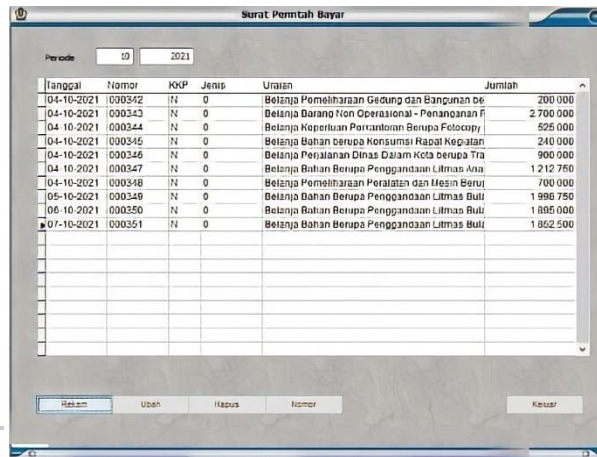 Surat Perintah Bayar
Periode 10 2021
Tanggal Nomor KKP Jenis Uraian Jumlah
04-10-2021 000342 N 0 Belanja Pemeliharaan Gedung dan Bangunan be 200 000
04-10-2021 000343 N 0 Belanja Barang Non Operasional - Penanganan P 2 700 000
04-10-2021 000344 N 0 Belanja Keperluan Perkantoran Berupa Fotocopy 525 000
04-10-2021 000345 N 0 Belanja Bahan berupa Konsumsi Rapat Kegiatan 240 000
04-10-2021 000346 N 0 Belanja Perjalanan Dinas Dalam Kota berupa Tra 900 000
04-10-2021 000347 N 0 Belanja Bahan Berupa Penggandaan Litmas Ana 1 212 750
04-10-2021 000348 N 0 Belanja Pemeliharaan Peralatan dan Mesin Berup 700 000
05-10-2021 000349 N 0 Belanja Bahan Berupa Penggandaan Litmas Bula 1 998 750
06-10-2021 000350 N 0 Belanja Bahan Berupa Penggandaan Litmas Bula 1 895 000
07-10-2021 000351 N 0 Belanja Bahan Berupa Penggandaan Litmas Bula 1 852 500
Rekam Ubah Hapus Nomor Keluar